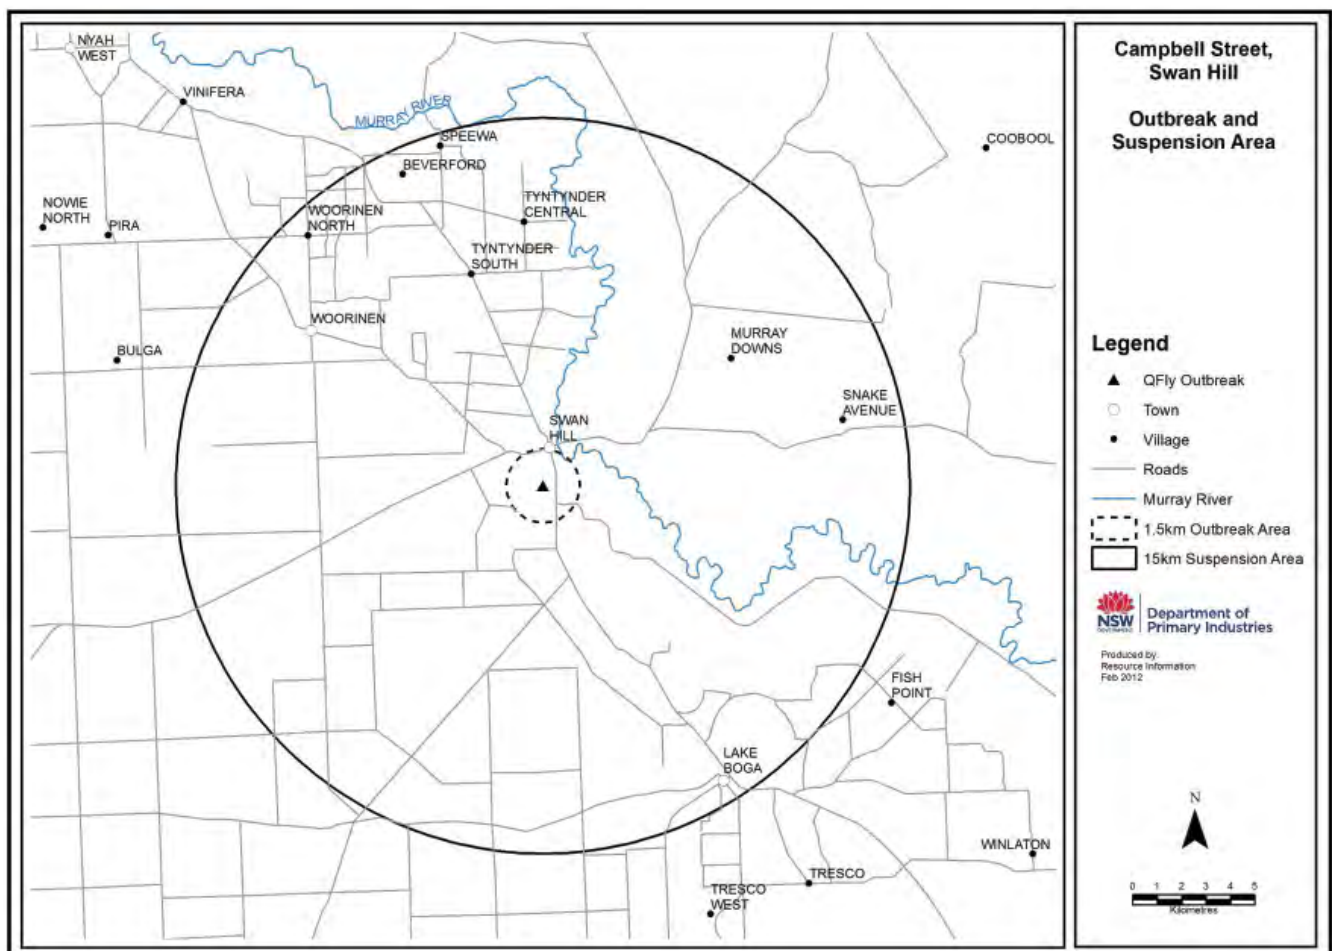 NYAH
WEST
VINIFERA
MURRAY RIVER
SPEEWA
BEVERFORD
COOBOOL
NOWIE
NORTH
PIRA
WOORINEN
NORTH
TYNTYNDER
CENTRAL
TYNTYNDER
SOUTH
WOORINEN
BULGA
MURRAY
DOWNS
SNAKE
AVENUE
SWAN
HILL
FISH
POINT
LAKE
BOGA
WINLATON
TRESCO
TRESCO
WEST
Campbell Street,
Swan Hill
Outbreak and
Suspension Area
Legend
QFly Outbreak
Town
Village
Roads
Murray River
1.5km Outbreak Area
15km Suspension Area
NSW
GOVERNMENT
Department of
Primary Industries
Produced by:
Resource Information
Feb 2012
N
0 1 2 3 4 5
Kilometres